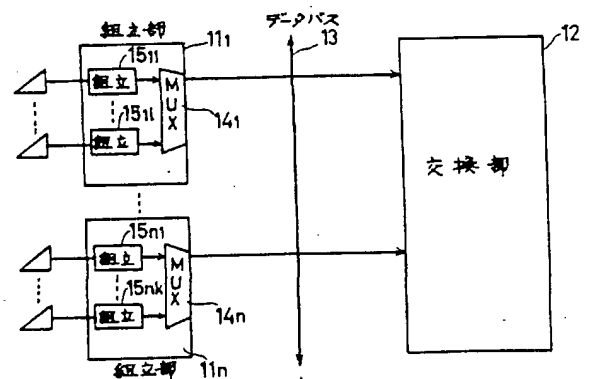 組立部
11₁
データバス
13
12
15₁₁
組立
MUX
14₁
15₁l
組立
交換部
15n₁
組立
MUX
15nk
組立
14n
組立部
11n